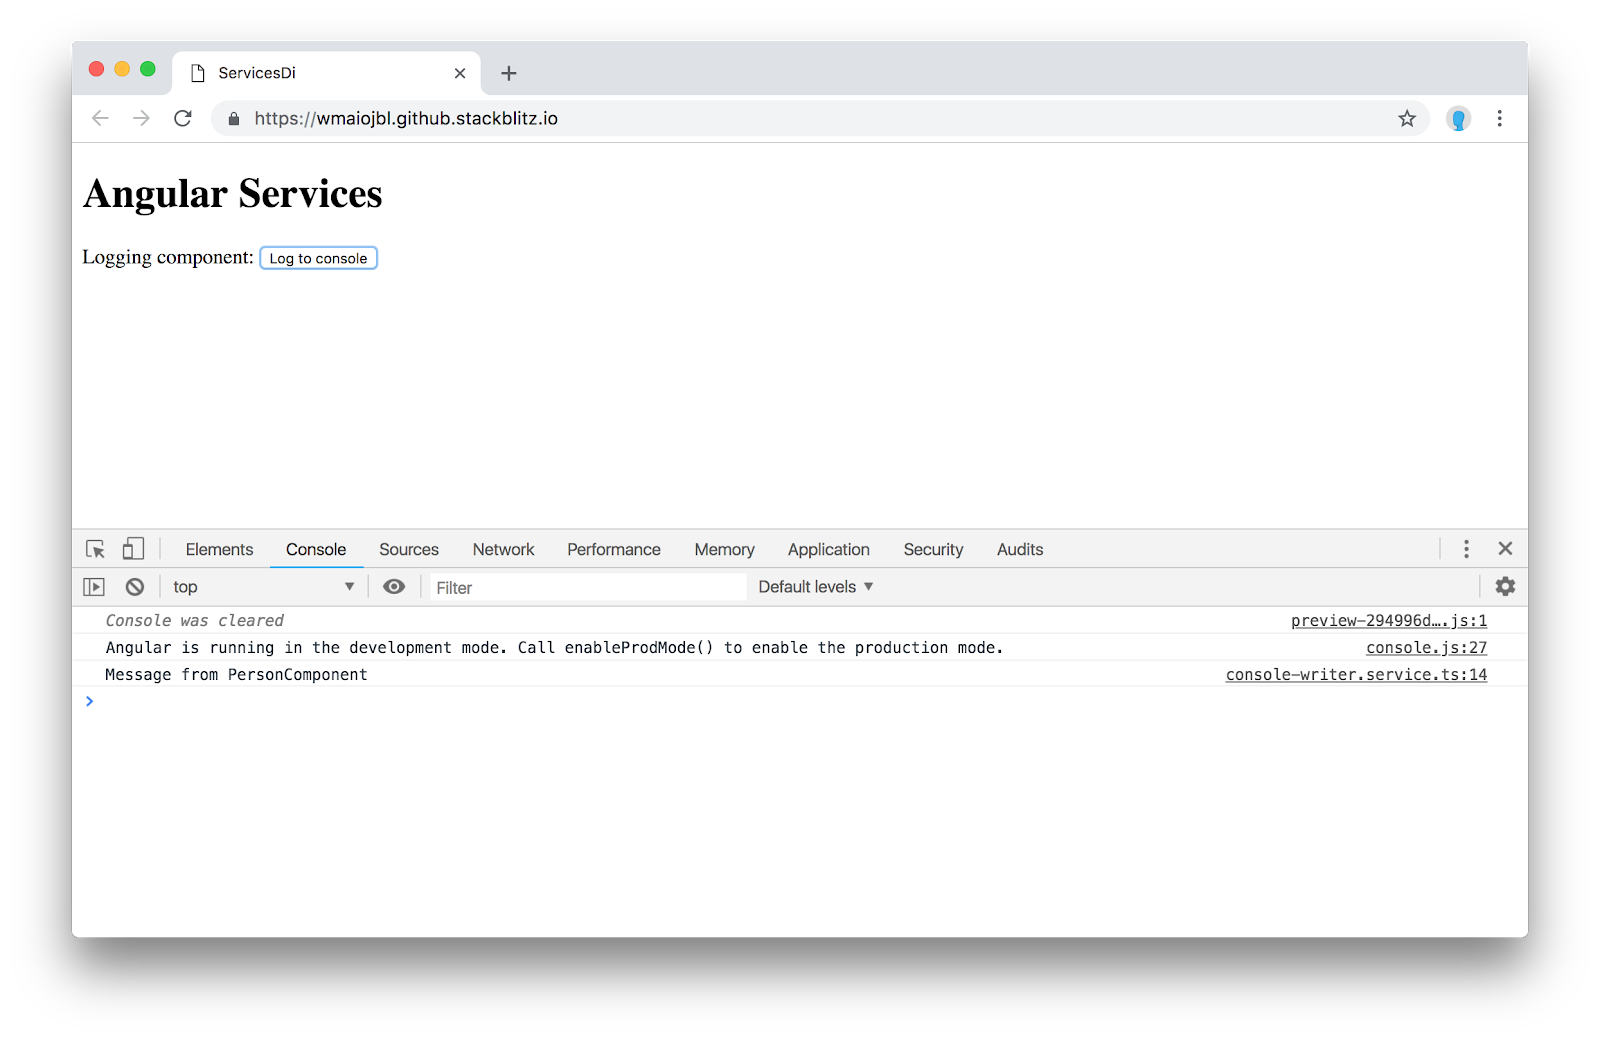 ServicesDi
https://wmaiojbl.github.stackblitz.io
Angular Services
Logging component: Log to console
Elements Console Sources Network Performance Memory Application Security Audits
top Filter Default levels
Console was cleared preview-294996d….js:1
Angular is running in the development mode. Call enableProdMode() to enable the production mode. console.js:27
Message from PersonComponent console-writer.service.ts:14